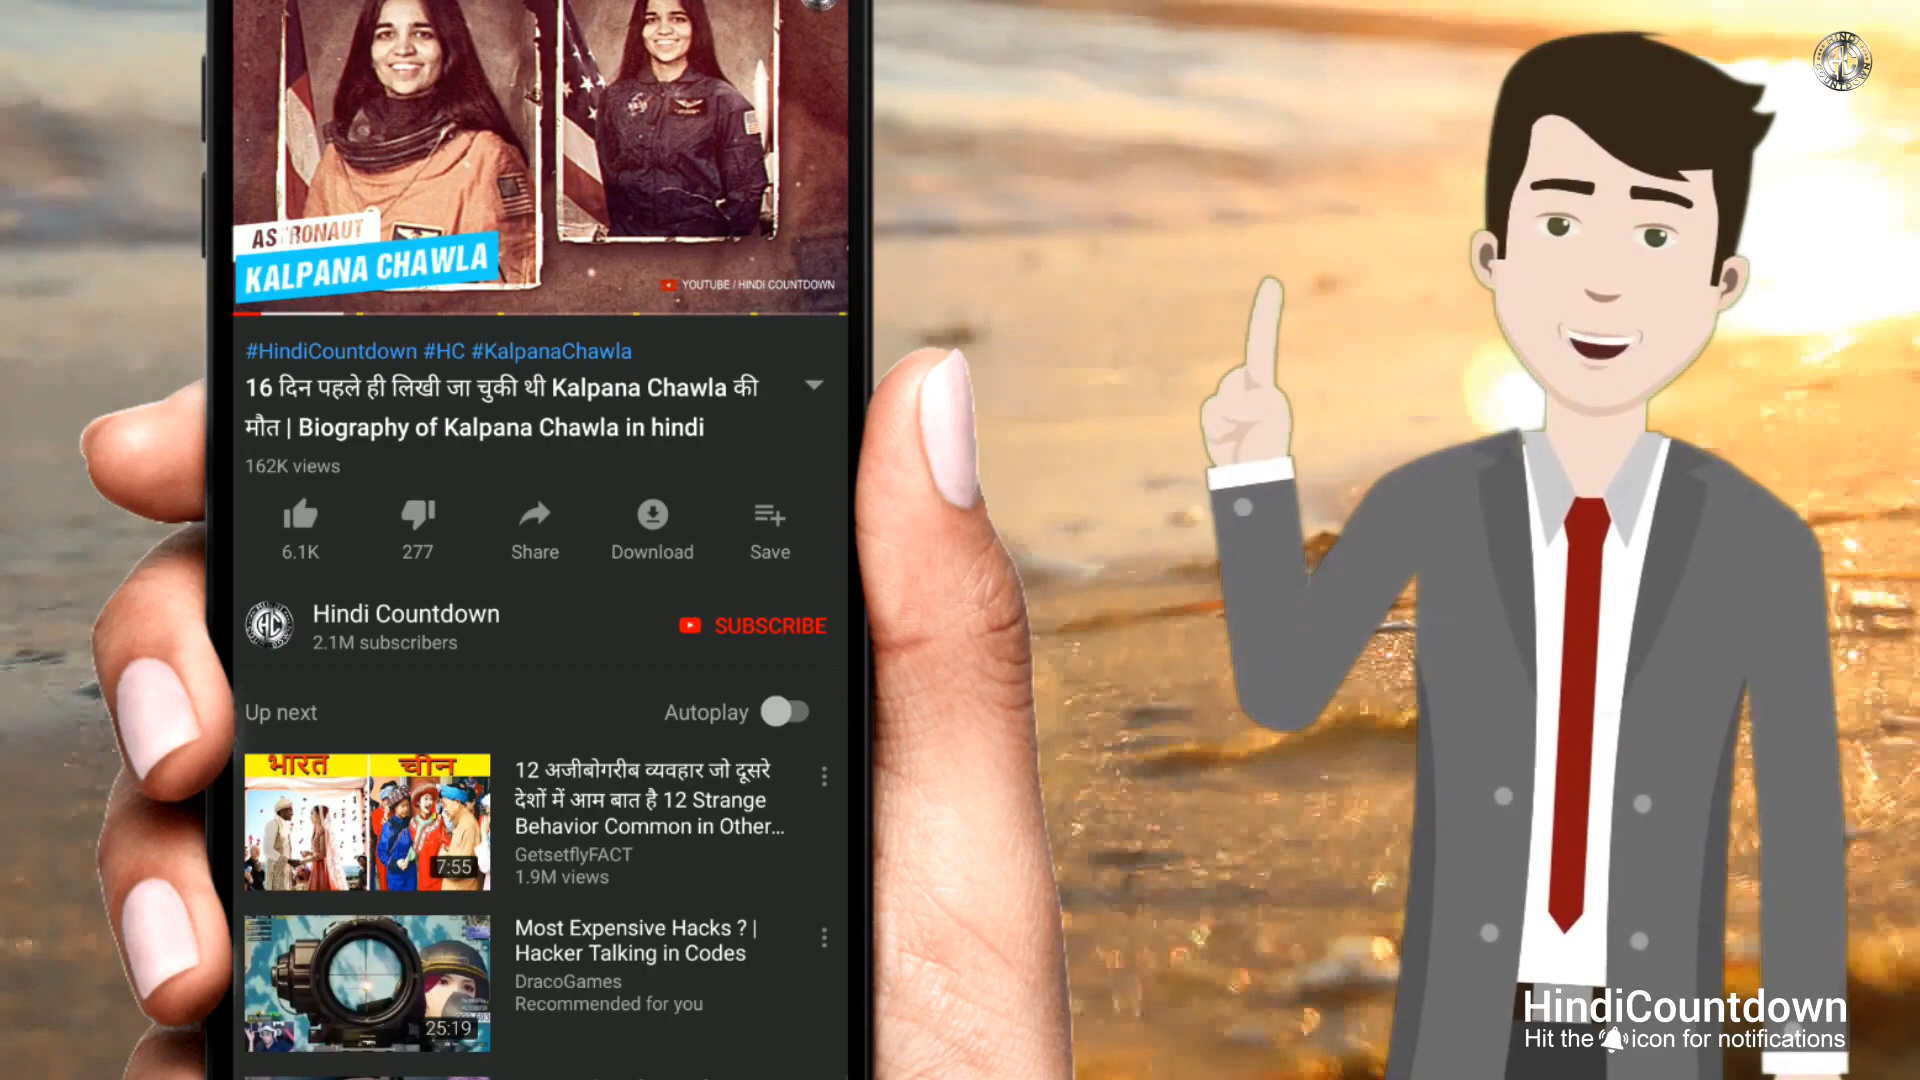 ASTRONAUT
KALPANA CHAWLA
YOUTUBE / HINDI COUNTDOWN
#HindiCountdown #HC #KalpanaChawla
16 दिन पहले ही लिखी जा चुकी थी Kalpana Chawla की
मौत | Biography of Kalpana Chawla in hindi
162K views
6.1K
277
Share
Download
Save
Hindi Countdown
2.1M subscribers
SUBSCRIBE
Up next
Autoplay
भारत
चीन
7:55
12 अजीबोगरीब व्यवहार जो दूसरे
देशों में आम बात है 12 Strange
Behavior Common in Other...
GetsetflyFACT
1.9M views
25:19
Most Expensive Hacks ? |
Hacker Talking in Codes
DracoGames
Recommended for you
HINDI
HC
COUNTDOWN
HindiCountdown
Hit the icon for notifications